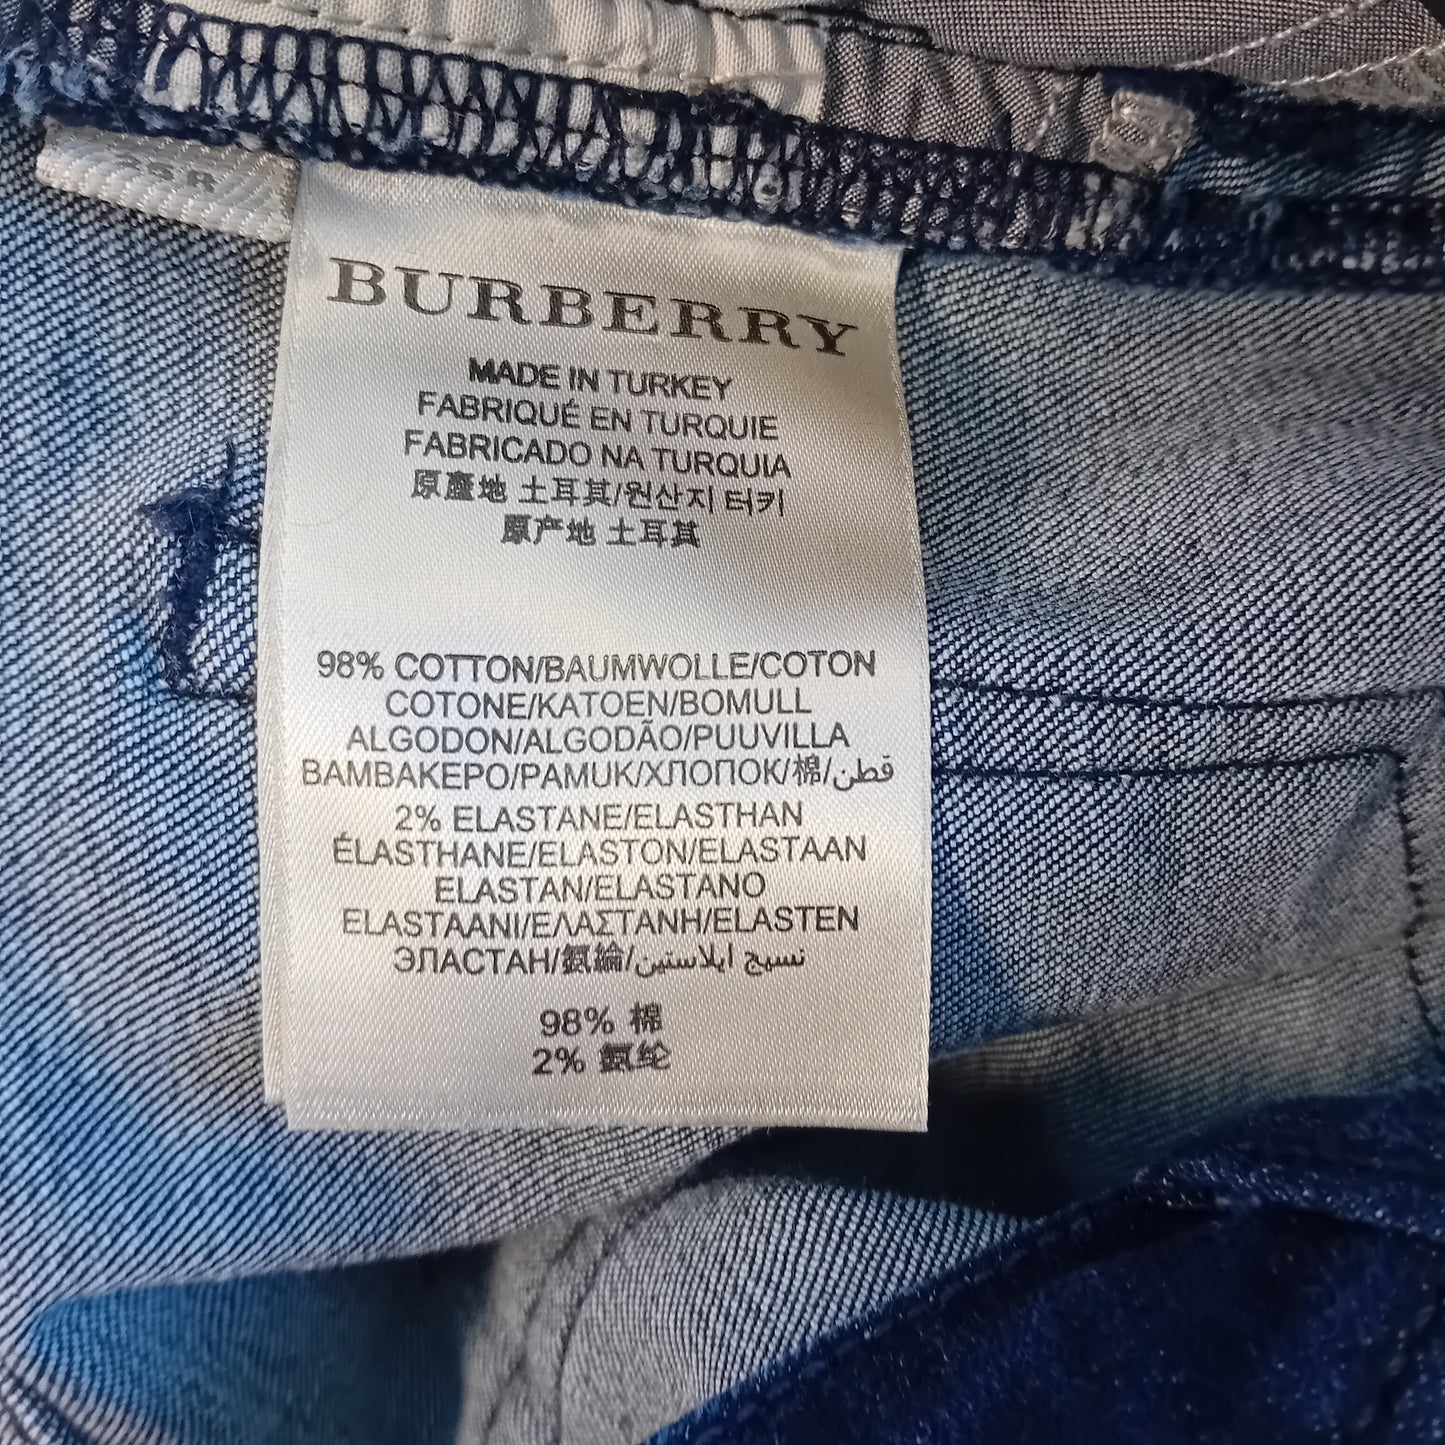 BURBERRY
MADE IN TURKEY
FABRIQUÉ EN TURQUIE
FABRICADO NA TURQUIA
原產地 土耳其/원산지 터키
原产地 土耳其
98% COTTON/BAUMWOLLE/COTON
COTONE/KATOEN/BOMULL
ALGODON/ALGODÃO/PUUVILLA
BAMBAKEPO/PAMUK/ХЛОПОК/棉/قطن
2% ELASTANE/ELASTHAN
ÉLASTHANE/ELASTON/ELASTAAN
ELASTAN/ELASTANO
ELASTAANI/ΕΛΑΣΤΑΝΗ/ELASTEN
ЭЛАСТАН/氨綸/نسيج ايلاستين
98% 棉
2% 氨纶